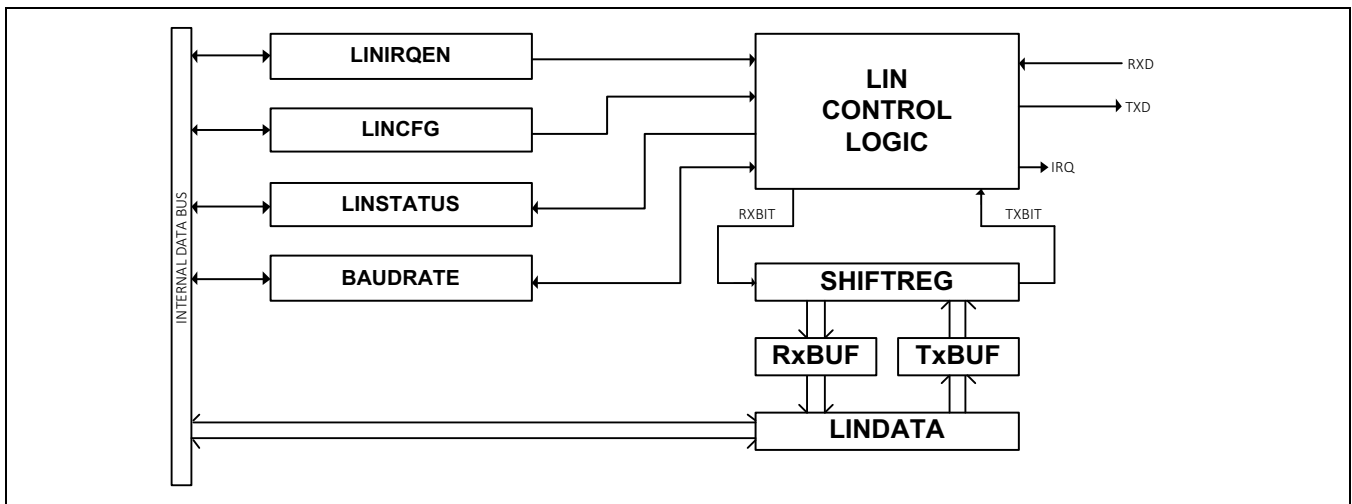 LINIRQEN
LINCFG
LINSTATUS
BAUDRATE
INTERNAL DATA BUS
LIN
CONTROL
LOGIC
RXD
TXD
IRQ
RXBIT
TXBIT
SHIFTREG
RxBUF
TxBUF
LINDATA